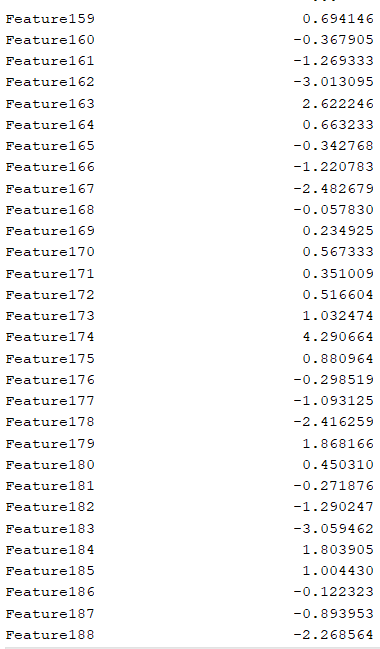 Feature159 0.694146
Feature160 -0.367905
Feature161 -1.269333
Feature162 -3.013095
Feature163 2.622246
Feature164 0.663233
Feature165 -0.342768
Feature166 -1.220783
Feature167 -2.482679
Feature168 -0.057830
Feature169 0.234925
Feature170 0.567333
Feature171 0.351009
Feature172 0.516604
Feature173 1.032474
Feature174 4.290664
Feature175 0.880964
Feature176 -0.298519
Feature177 -1.093125
Feature178 -2.416259
Feature179 1.868166
Feature180 0.450310
Feature181 -0.271876
Feature182 -1.290247
Feature183 -3.059462
Feature184 1.803905
Feature185 1.004430
Feature186 -0.122323
Feature187 -0.893953
Feature188 -2.268564